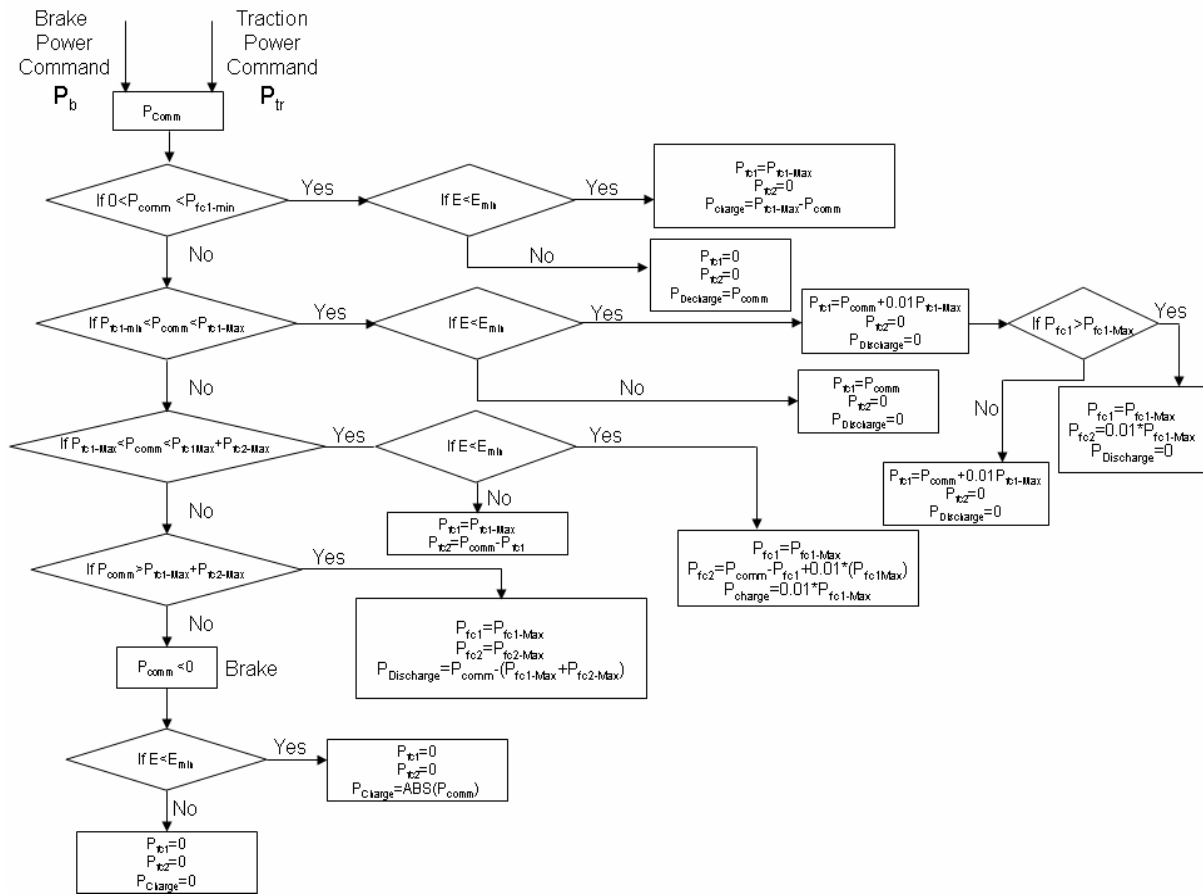 Brake
Power
Command
P_b
Traction
Power
Command
P_tr
P_Comm
If 0<P_comm <P_fc1-min
Yes
If E<E_min
Yes
P_fc1=P_fc1-Max
P_fc2=0
P_charge=P_fc1-Max-P_comm
No
No
P_fc1=0
P_fc2=0
P_Decharge=P_comm
If P_fc1-min<P_comm<P_fc1-Max
Yes
If E<E_min
Yes
P_fc1=P_comm+0.01P_fc1-Max
P_fc2=0
P_Discharge=0
If P_fc1>P_fc1-Max
Yes
No
No
P_fc1=P_comm
P_fc2=0
P_Discharge=0
No
P_fc1=P_fc1-Max
P_fc2=0.01*P_fc1-Max
P_Discharge=0
If P_fc1-Max<P_comm<P_fc1Max+P_fc2-Max
Yes
If E<E_min
Yes
P_fc1=P_comm+0.01P_fc1-Max
P_fc2=0
P_Discharge=0
No
No
P_fc1=P_fc1-Max
P_fc2=P_comm-P_fc1
P_fc1=P_fc1-Max
P_fc2=P_comm-P_fc1+0.01*(P_fc1Max)
P_charge=0.01*P_fc1-Max
If P_comm>P_fc1-Max+P_fc2-Max
Yes
No
P_fc1=P_fc1-Max
P_fc2=P_fc2-Max
P_Discharge=P_comm-(P_fc1-Max+P_fc2-Max)
P_comm <0
Brake
If E<E_min
Yes
P_fc1=0
P_fc2=0
P_Charge=ABS(P_comm)
No
P_fc1=0
P_fc2=0
P_Charge=0